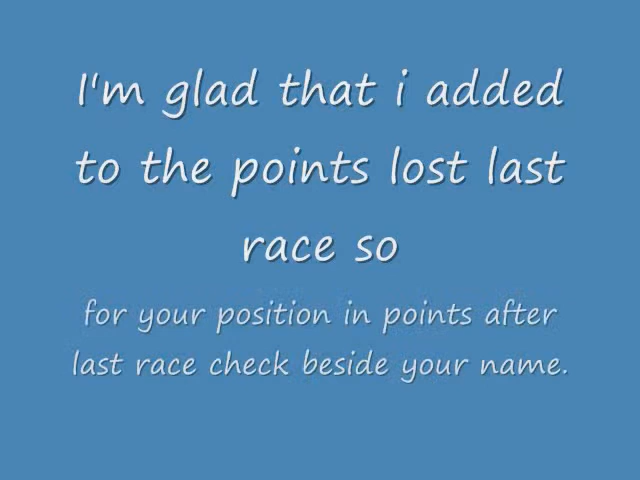 I'm glad that i added
to the points lost last
race so
for your position in points after
last race check beside your name.